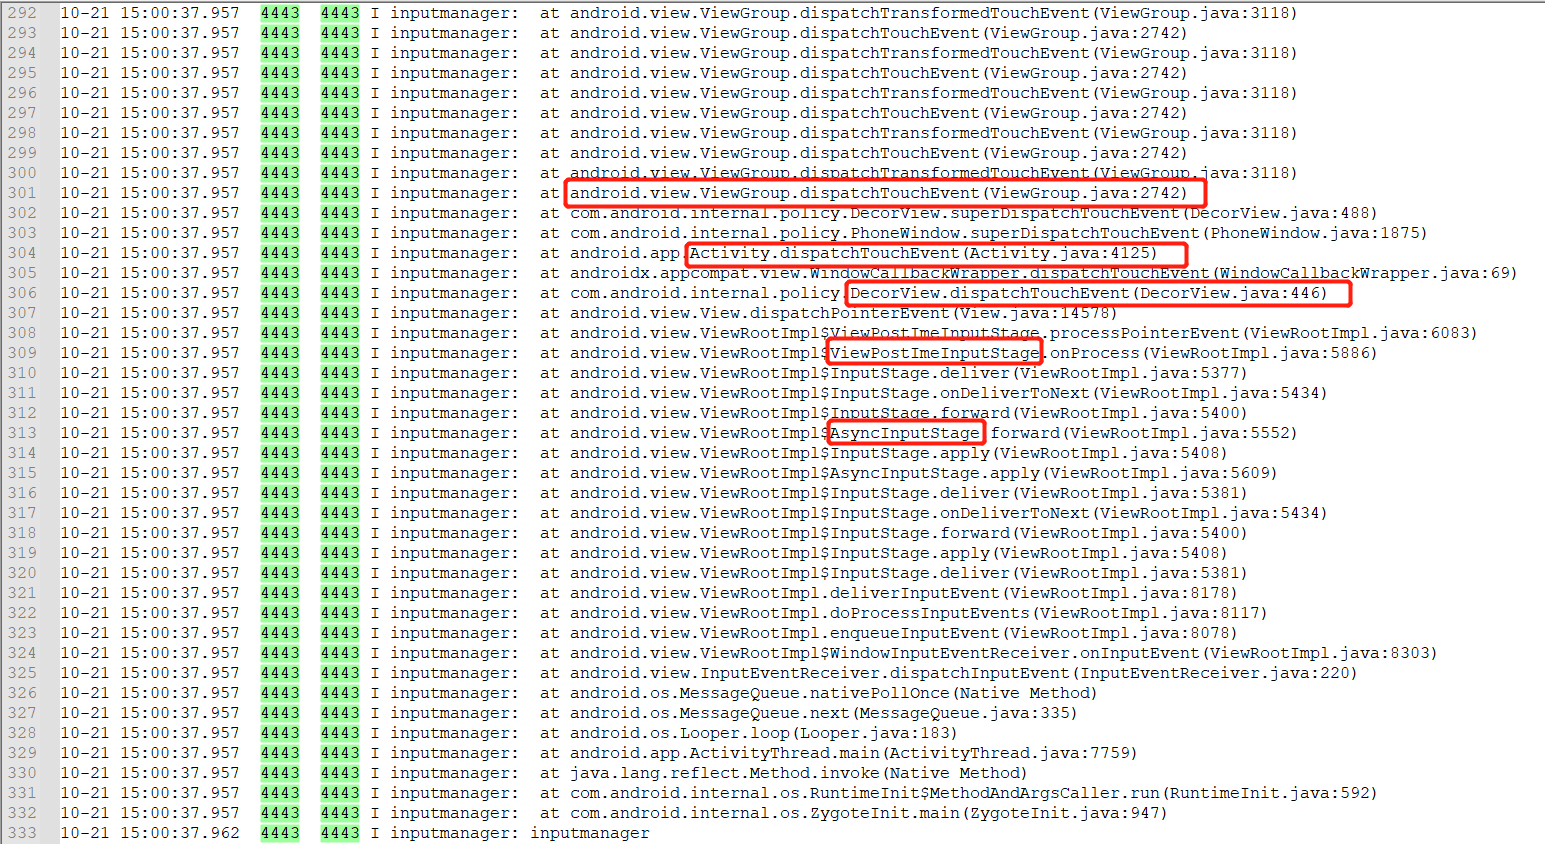 292 10-21 15:00:37.957 4443 4443 I inputmanager: at android.view.ViewGroup.dispatchTransformedTouchEvent(ViewGroup.java:3118)
293 10-21 15:00:37.957 4443 4443 I inputmanager: at android.view.ViewGroup.dispatchTouchEvent(ViewGroup.java:2742)
294 10-21 15:00:37.957 4443 4443 I inputmanager: at android.view.ViewGroup.dispatchTransformedTouchEvent(ViewGroup.java:3118)
295 10-21 15:00:37.957 4443 4443 I inputmanager: at android.view.ViewGroup.dispatchTouchEvent(ViewGroup.java:2742)
296 10-21 15:00:37.957 4443 4443 I inputmanager: at android.view.ViewGroup.dispatchTransformedTouchEvent(ViewGroup.java:3118)
297 10-21 15:00:37.957 4443 4443 I inputmanager: at android.view.ViewGroup.dispatchTouchEvent(ViewGroup.java:2742)
298 10-21 15:00:37.957 4443 4443 I inputmanager: at android.view.ViewGroup.dispatchTransformedTouchEvent(ViewGroup.java:3118)
299 10-21 15:00:37.957 4443 4443 I inputmanager: at android.view.ViewGroup.dispatchTouchEvent(ViewGroup.java:2742)
300 10-21 15:00:37.957 4443 4443 I inputmanager: at android.view.ViewGroup.dispatchTransformedTouchEvent(ViewGroup.java:3118)
301 10-21 15:00:37.957 4443 4443 I inputmanager: at android.view.ViewGroup.dispatchTouchEvent(ViewGroup.java:2742)
302 10-21 15:00:37.957 4443 4443 I inputmanager: at com.android.internal.policy.DecorView.superDispatchTouchEvent(DecorView.java:488)
303 10-21 15:00:37.957 4443 4443 I inputmanager: at com.android.internal.policy.PhoneWindow.superDispatchTouchEvent(PhoneWindow.java:1875)
304 10-21 15:00:37.957 4443 4443 I inputmanager: at android.app.Activity.dispatchTouchEvent(Activity.java:4125)
305 10-21 15:00:37.957 4443 4443 I inputmanager: at androidx.appcompat.view.WindowCallbackWrapper.dispatchTouchEvent(WindowCallbackWrapper.java:69)
306 10-21 15:00:37.957 4443 4443 I inputmanager: at com.android.internal.policy.DecorView.dispatchTouchEvent(DecorView.java:446)
307 10-21 15:00:37.957 4443 4443 I inputmanager: at android.view.View.dispatchPointerEvent(View.java:14578)
308 10-21 15:00:37.957 4443 4443 I inputmanager: at android.view.ViewRootImpl$ViewPostImeInputStage.processPointerEvent(ViewRootImpl.java:6083)
309 10-21 15:00:37.957 4443 4443 I inputmanager: at android.view.ViewRootImpl$ViewPostImeInputStage.onProcess(ViewRootImpl.java:5886)
310 10-21 15:00:37.957 4443 4443 I inputmanager: at android.view.ViewRootImpl$InputStage.deliver(ViewRootImpl.java:5377)
311 10-21 15:00:37.957 4443 4443 I inputmanager: at android.view.ViewRootImpl$InputStage.onDeliverToNext(ViewRootImpl.java:5434)
312 10-21 15:00:37.957 4443 4443 I inputmanager: at android.view.ViewRootImpl$InputStage.forward(ViewRootImpl.java:5400)
313 10-21 15:00:37.957 4443 4443 I inputmanager: at android.view.ViewRootImpl$AsyncInputStage.forward(ViewRootImpl.java:5552)
314 10-21 15:00:37.957 4443 4443 I inputmanager: at android.view.ViewRootImpl$InputStage.apply(ViewRootImpl.java:5408)
315 10-21 15:00:37.957 4443 4443 I inputmanager: at android.view.ViewRootImpl$AsyncInputStage.apply(ViewRootImpl.java:5609)
316 10-21 15:00:37.957 4443 4443 I inputmanager: at android.view.ViewRootImpl$InputStage.deliver(ViewRootImpl.java:5381)
317 10-21 15:00:37.957 4443 4443 I inputmanager: at android.view.ViewRootImpl$InputStage.onDeliverToNext(ViewRootImpl.java:5434)
318 10-21 15:00:37.957 4443 4443 I inputmanager: at android.view.ViewRootImpl$InputStage.forward(ViewRootImpl.java:5400)
319 10-21 15:00:37.957 4443 4443 I inputmanager: at android.view.ViewRootImpl$InputStage.apply(ViewRootImpl.java:5408)
320 10-21 15:00:37.957 4443 4443 I inputmanager: at android.view.ViewRootImpl$InputStage.deliver(ViewRootImpl.java:5381)
321 10-21 15:00:37.957 4443 4443 I inputmanager: at android.view.ViewRootImpl.deliverInputEvent(ViewRootImpl.java:8178)
322 10-21 15:00:37.957 4443 4443 I inputmanager: at android.view.ViewRootImpl.doProcessInputEvents(ViewRootImpl.java:8117)
323 10-21 15:00:37.957 4443 4443 I inputmanager: at android.view.ViewRootImpl.enqueueInputEvent(ViewRootImpl.java:8078)
324 10-21 15:00:37.957 4443 4443 I inputmanager: at android.view.ViewRootImpl$WindowInputEventReceiver.onInputEvent(ViewRootImpl.java:8303)
325 10-21 15:00:37.957 4443 4443 I inputmanager: at android.view.InputEventReceiver.dispatchInputEvent(InputEventReceiver.java:220)
326 10-21 15:00:37.957 4443 4443 I inputmanager: at android.os.MessageQueue.nativePollOnce(Native Method)
327 10-21 15:00:37.957 4443 4443 I inputmanager: at android.os.MessageQueue.next(MessageQueue.java:335)
328 10-21 15:00:37.957 4443 4443 I inputmanager: at android.os.Looper.loop(Looper.java:183)
329 10-21 15:00:37.957 4443 4443 I inputmanager: at android.app.ActivityThread.main(ActivityThread.java:7759)
330 10-21 15:00:37.957 4443 4443 I inputmanager: at java.lang.reflect.Method.invoke(Native Method)
331 10-21 15:00:37.957 4443 4443 I inputmanager: at com.android.internal.os.RuntimeInit$MethodAndArgsCaller.run(RuntimeInit.java:592)
332 10-21 15:00:37.957 4443 4443 I inputmanager: at com.android.internal.os.ZygoteInit.main(ZygoteInit.java:947)
333 10-21 15:00:37.962 4443 4443 I inputmanager: inputmanager